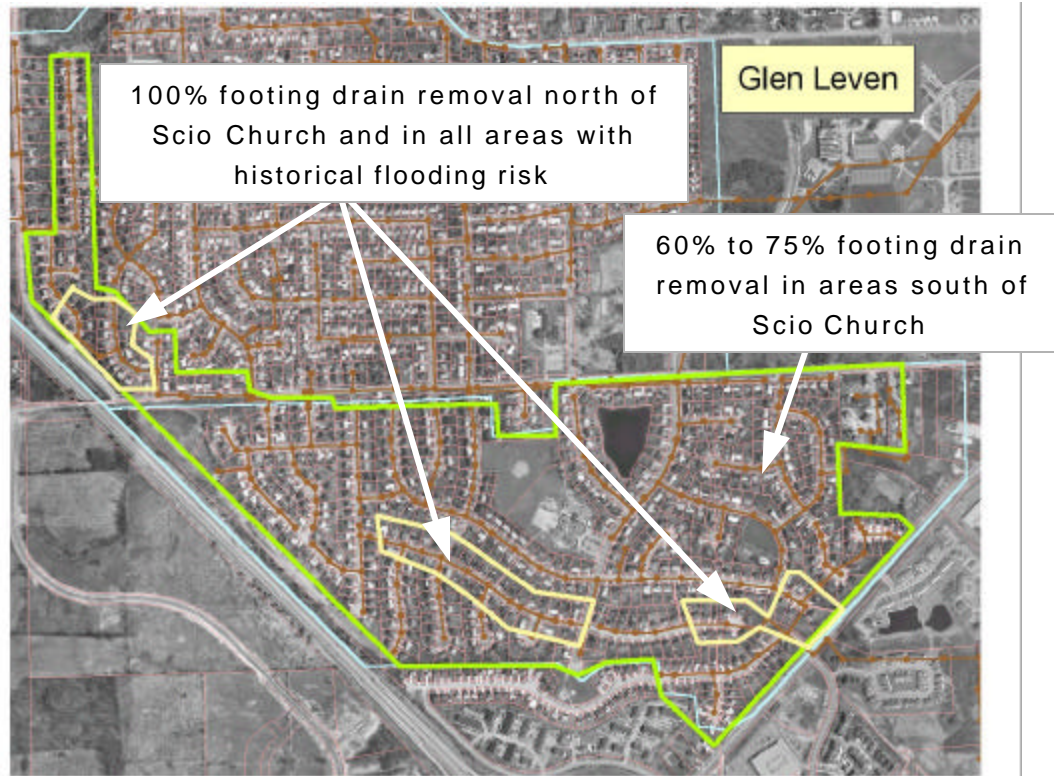 Glen Leven
100% footing drain removal north of
Scio Church and in all areas with
historical flooding risk
60% to 75% footing drain
removal in areas south of
Scio Church